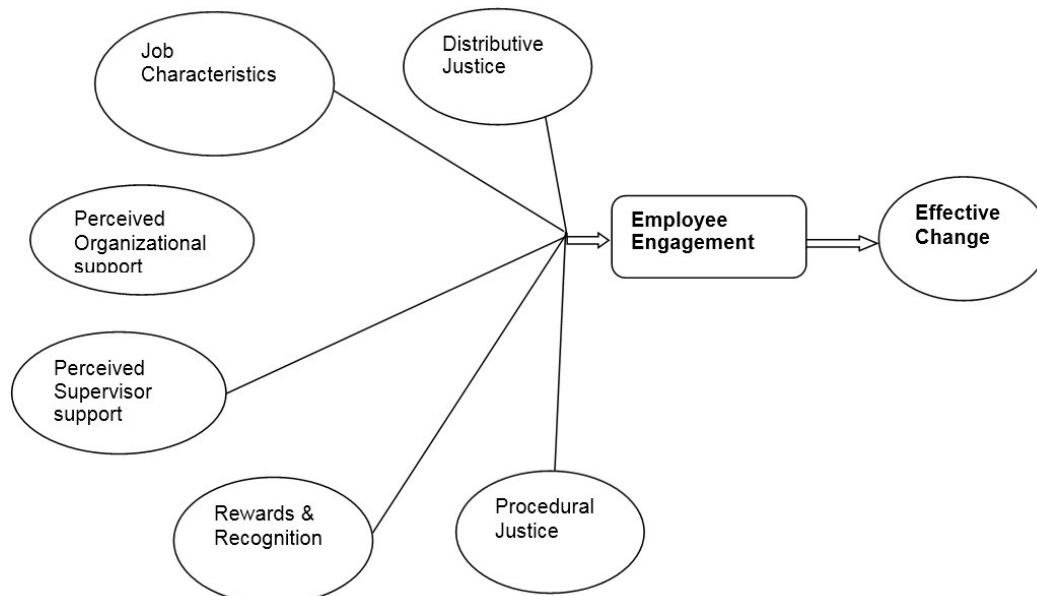 Job
Characteristics
Distributive
Justice
Perceived
Organizational
support
Employee
Engagement
Effective
Change
Perceived
Supervisor
support
Rewards &
Recognition
Procedural
Justice